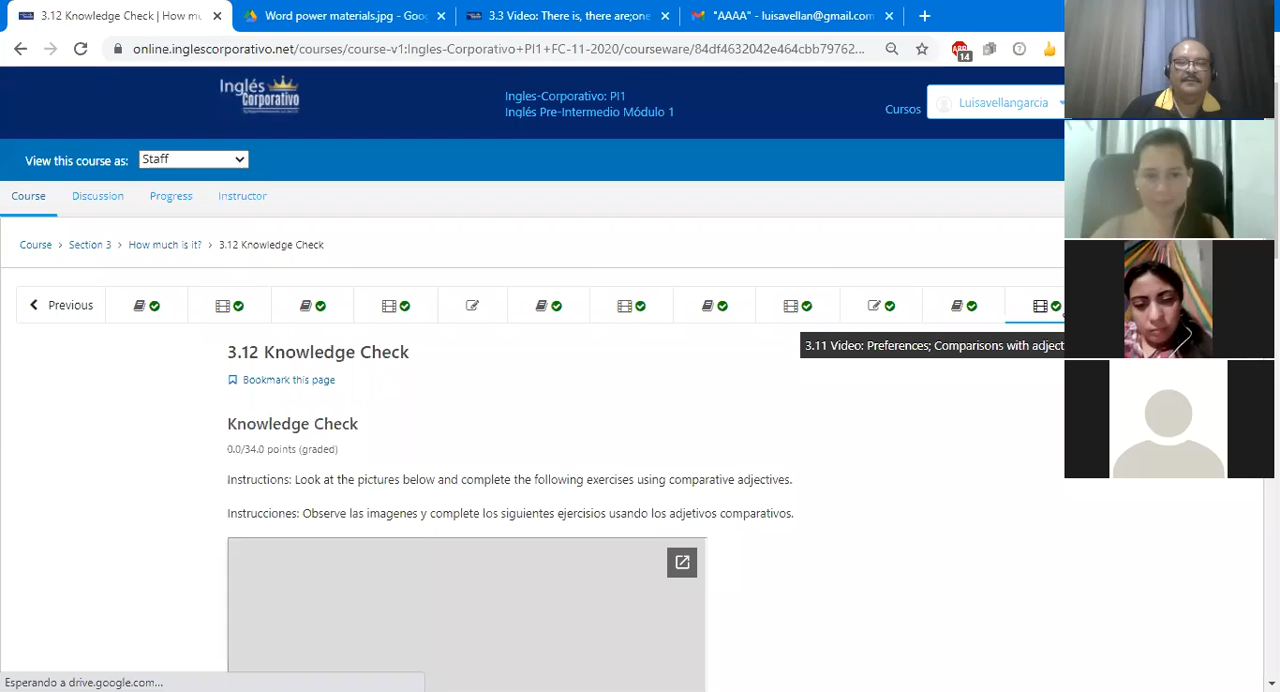 3.12 Knowledge Check | How mu
Word power materials.jpg - Goo
3.3 Video: There is, there are;one
"AAAA" - luisavellan@gmail.com
online.inglescorporativo.net/courses/course-v1:Ingles-Corporativo+PI1+FC-11-2020/courseware/84df4632042e464cbb79762...
14
Inglés Corporativo
Ingles-Corporativo: PI1
Inglés Pre-Intermedio Módulo 1
Cursos
Luisavellangarcia
View this course as:
Staff
Course
Discussion
Progress
Instructor
Course > Section 3 > How much is it? > 3.12 Knowledge Check
Previous
3.11 Video: Preferences; Comparisons with adject
3.12 Knowledge Check
Bookmark this page
Knowledge Check
0.0/34.0 points (graded)
Instructions: Look at the pictures below and complete the following exercises using comparative adjectives.
Instrucciones: Observe las imagenes y complete los siguientes ejercisios usando los adjetivos comparativos.
Esperando a drive.google.com...